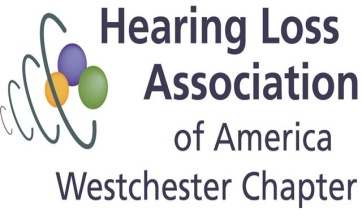 Hearing Loss
Association
of America
Westchester Chapter